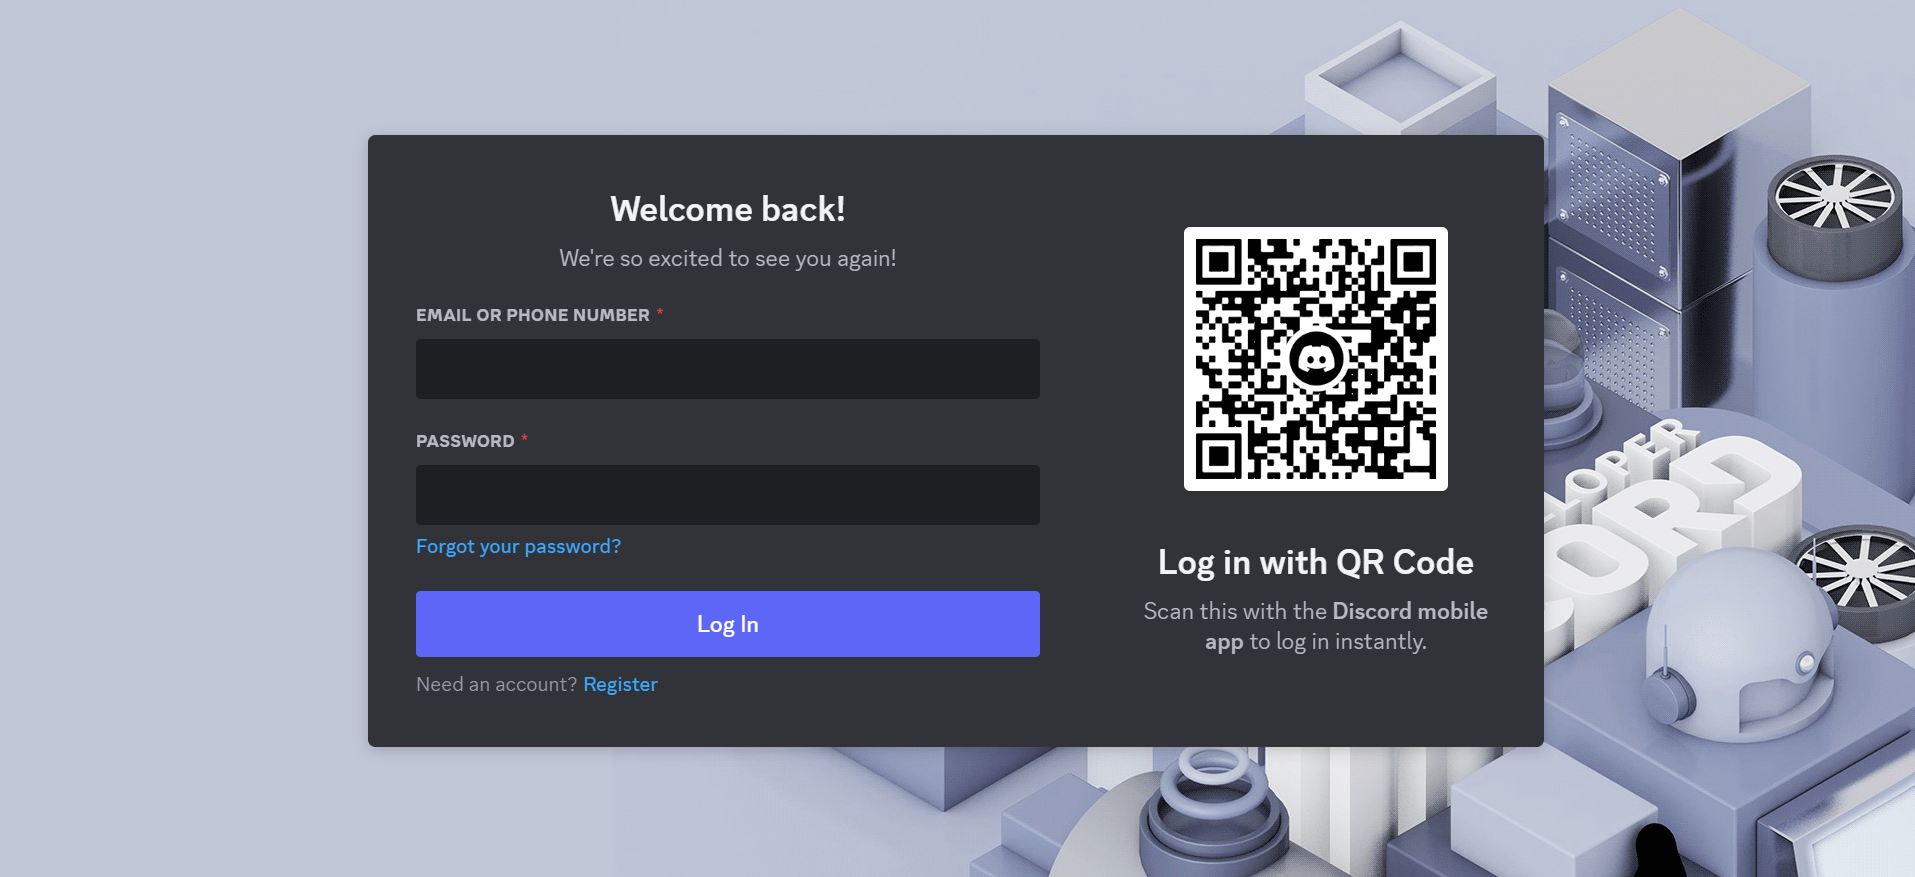 Welcome back!
We're so excited to see you again!
EMAIL OR PHONE NUMBER *
PASSWORD *
Forgot your password?
Log In
Need an account? Register
Log in with QR Code
Scan this with the Discord mobile
app to log in instantly.